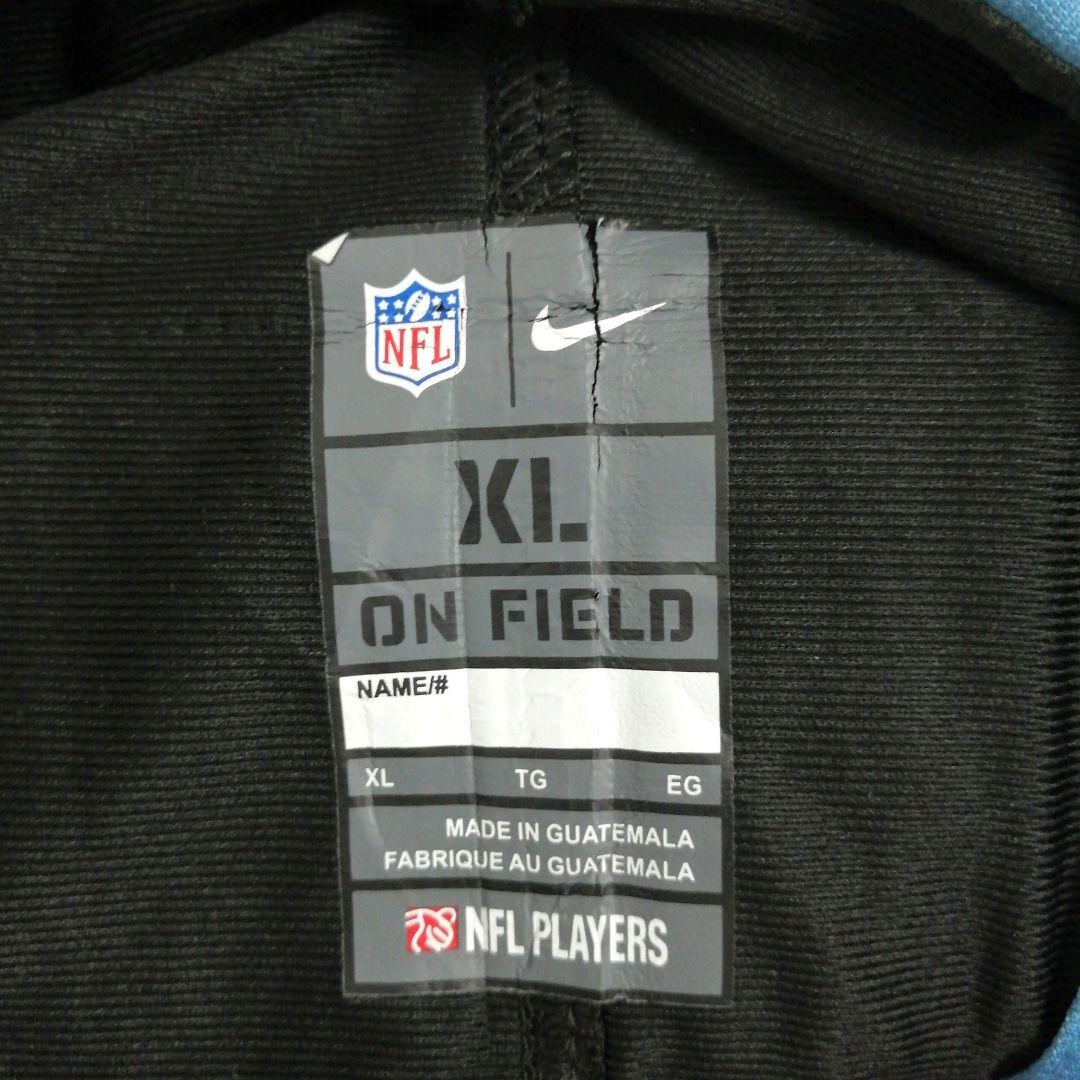 NFL
XL
ON FIELD
NAME/#
XL TG EG
MADE IN GUATEMALA
FABRIQUE AU GUATEMALA
NFL PLAYERS